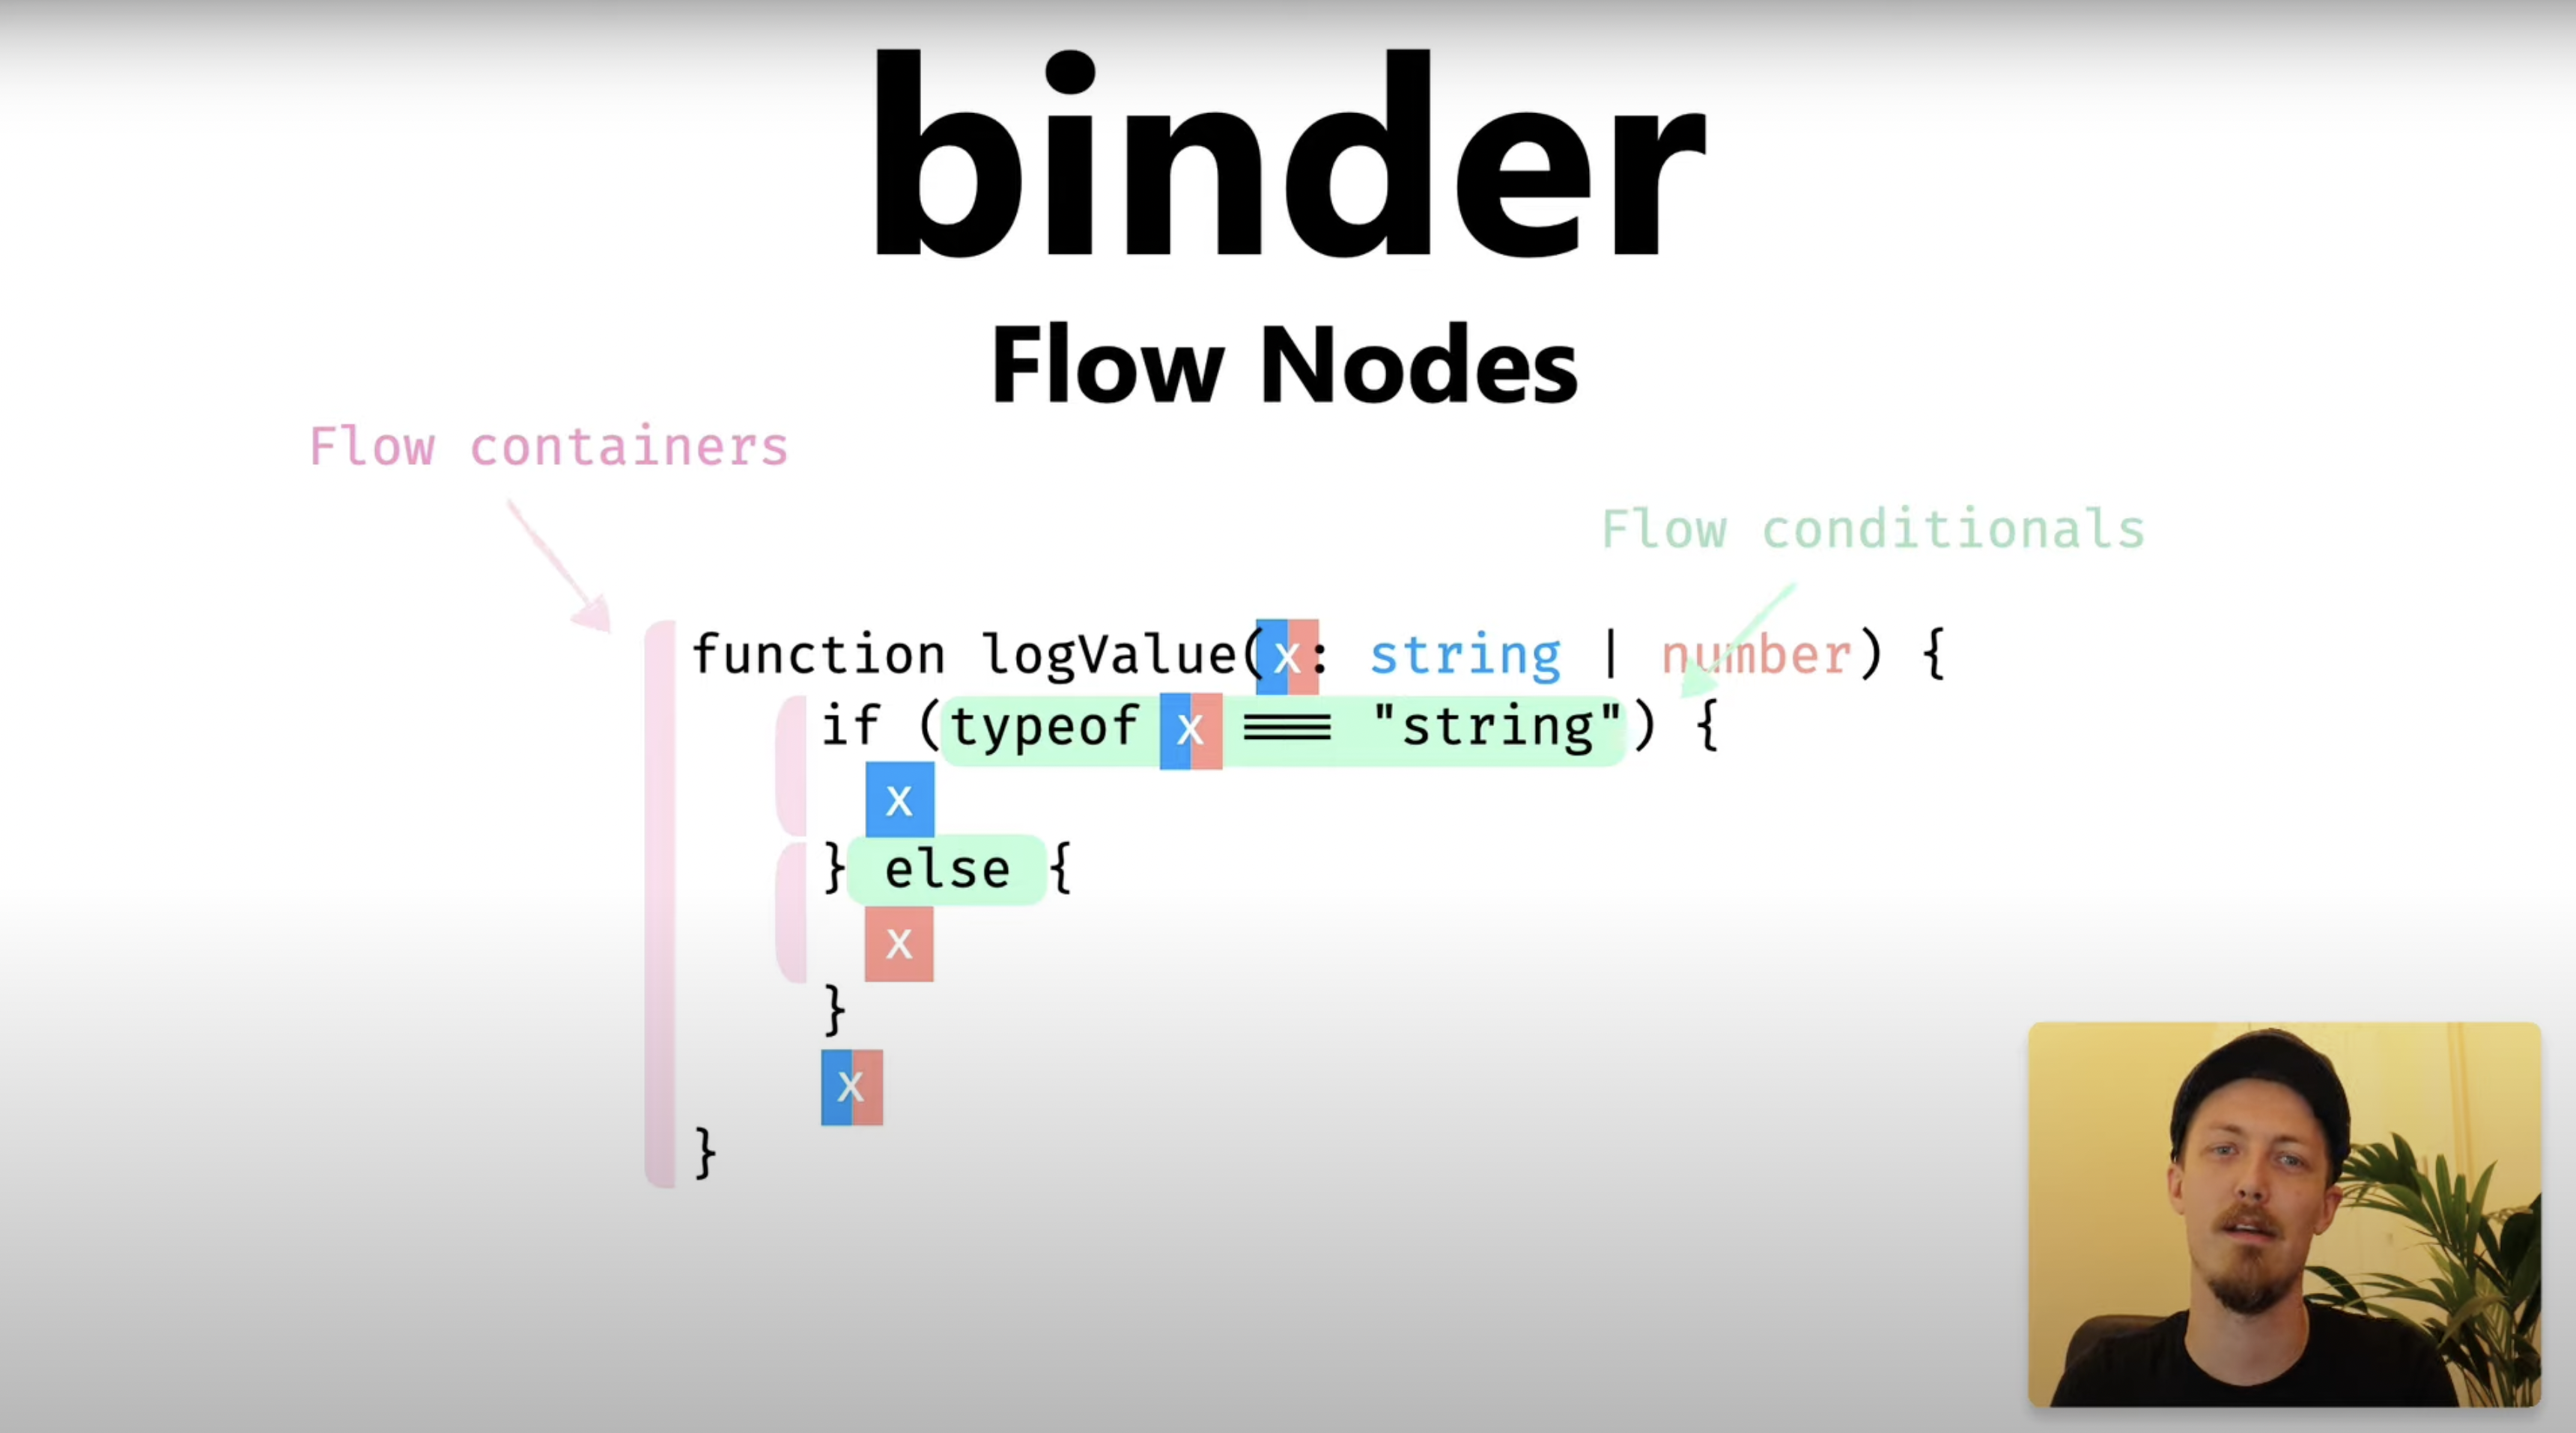 binder
Flow Nodes
Flow containers
Flow conditionals
function logValue(x: string | number) {
if (typeof x === "string") {
x
} else {
x
}
x
}